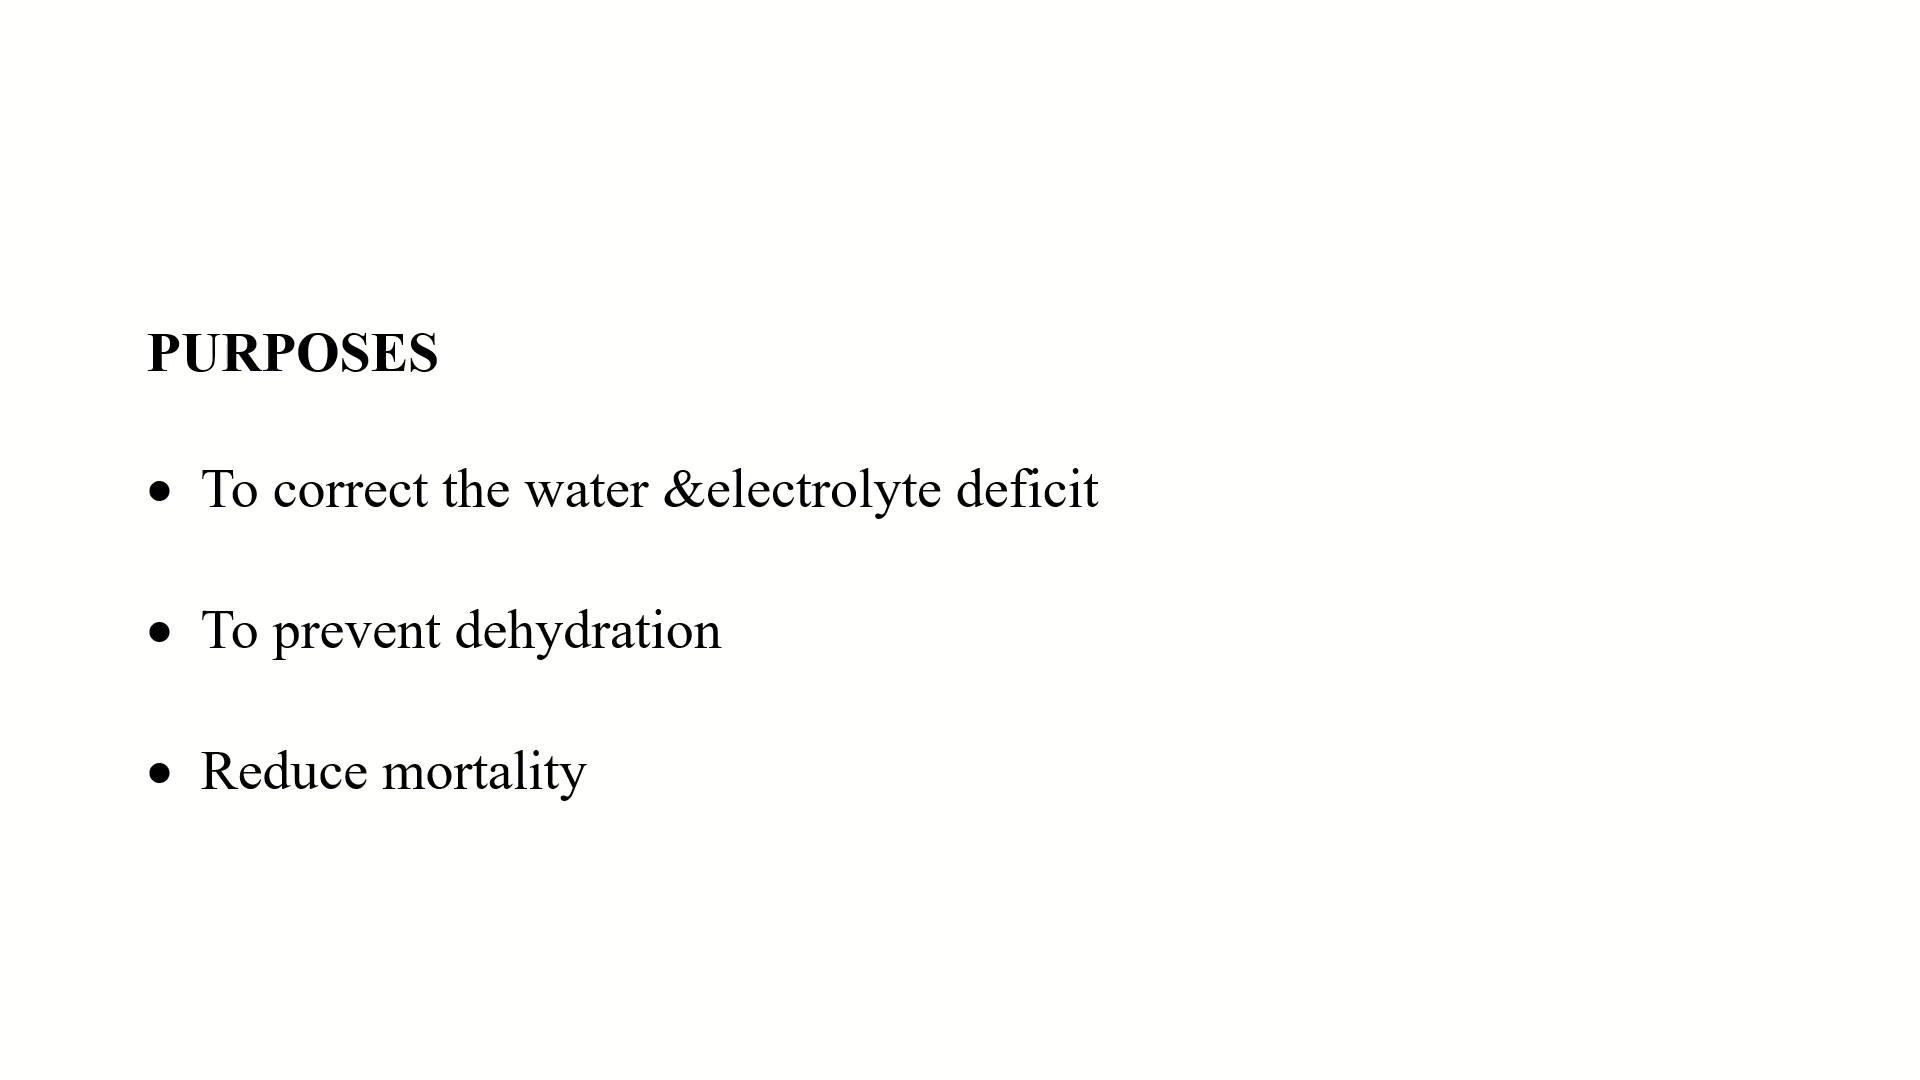 PURPOSES
• To correct the water &electrolyte deficit
• To prevent dehydration
• Reduce mortality